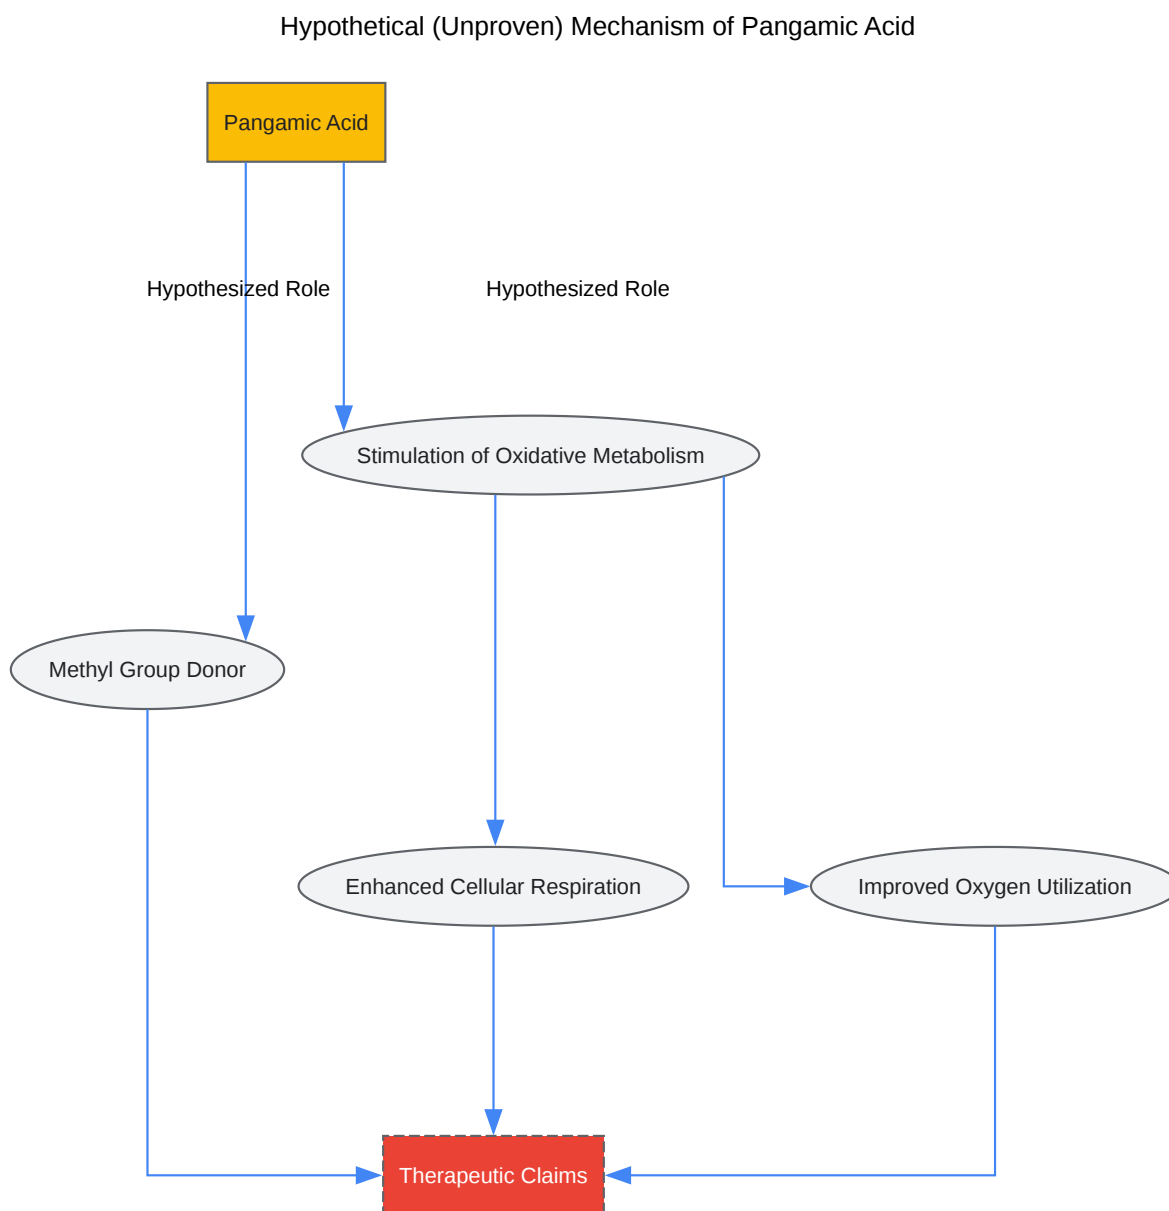 Hypothetical (Unproven) Mechanism of Pangamic Acid
Pangamic Acid
Hypothesized Role
Hypothesized Role
Stimulation of Oxidative Metabolism
Methyl Group Donor
Enhanced Cellular Respiration
Improved Oxygen Utilization
Therapeutic Claims